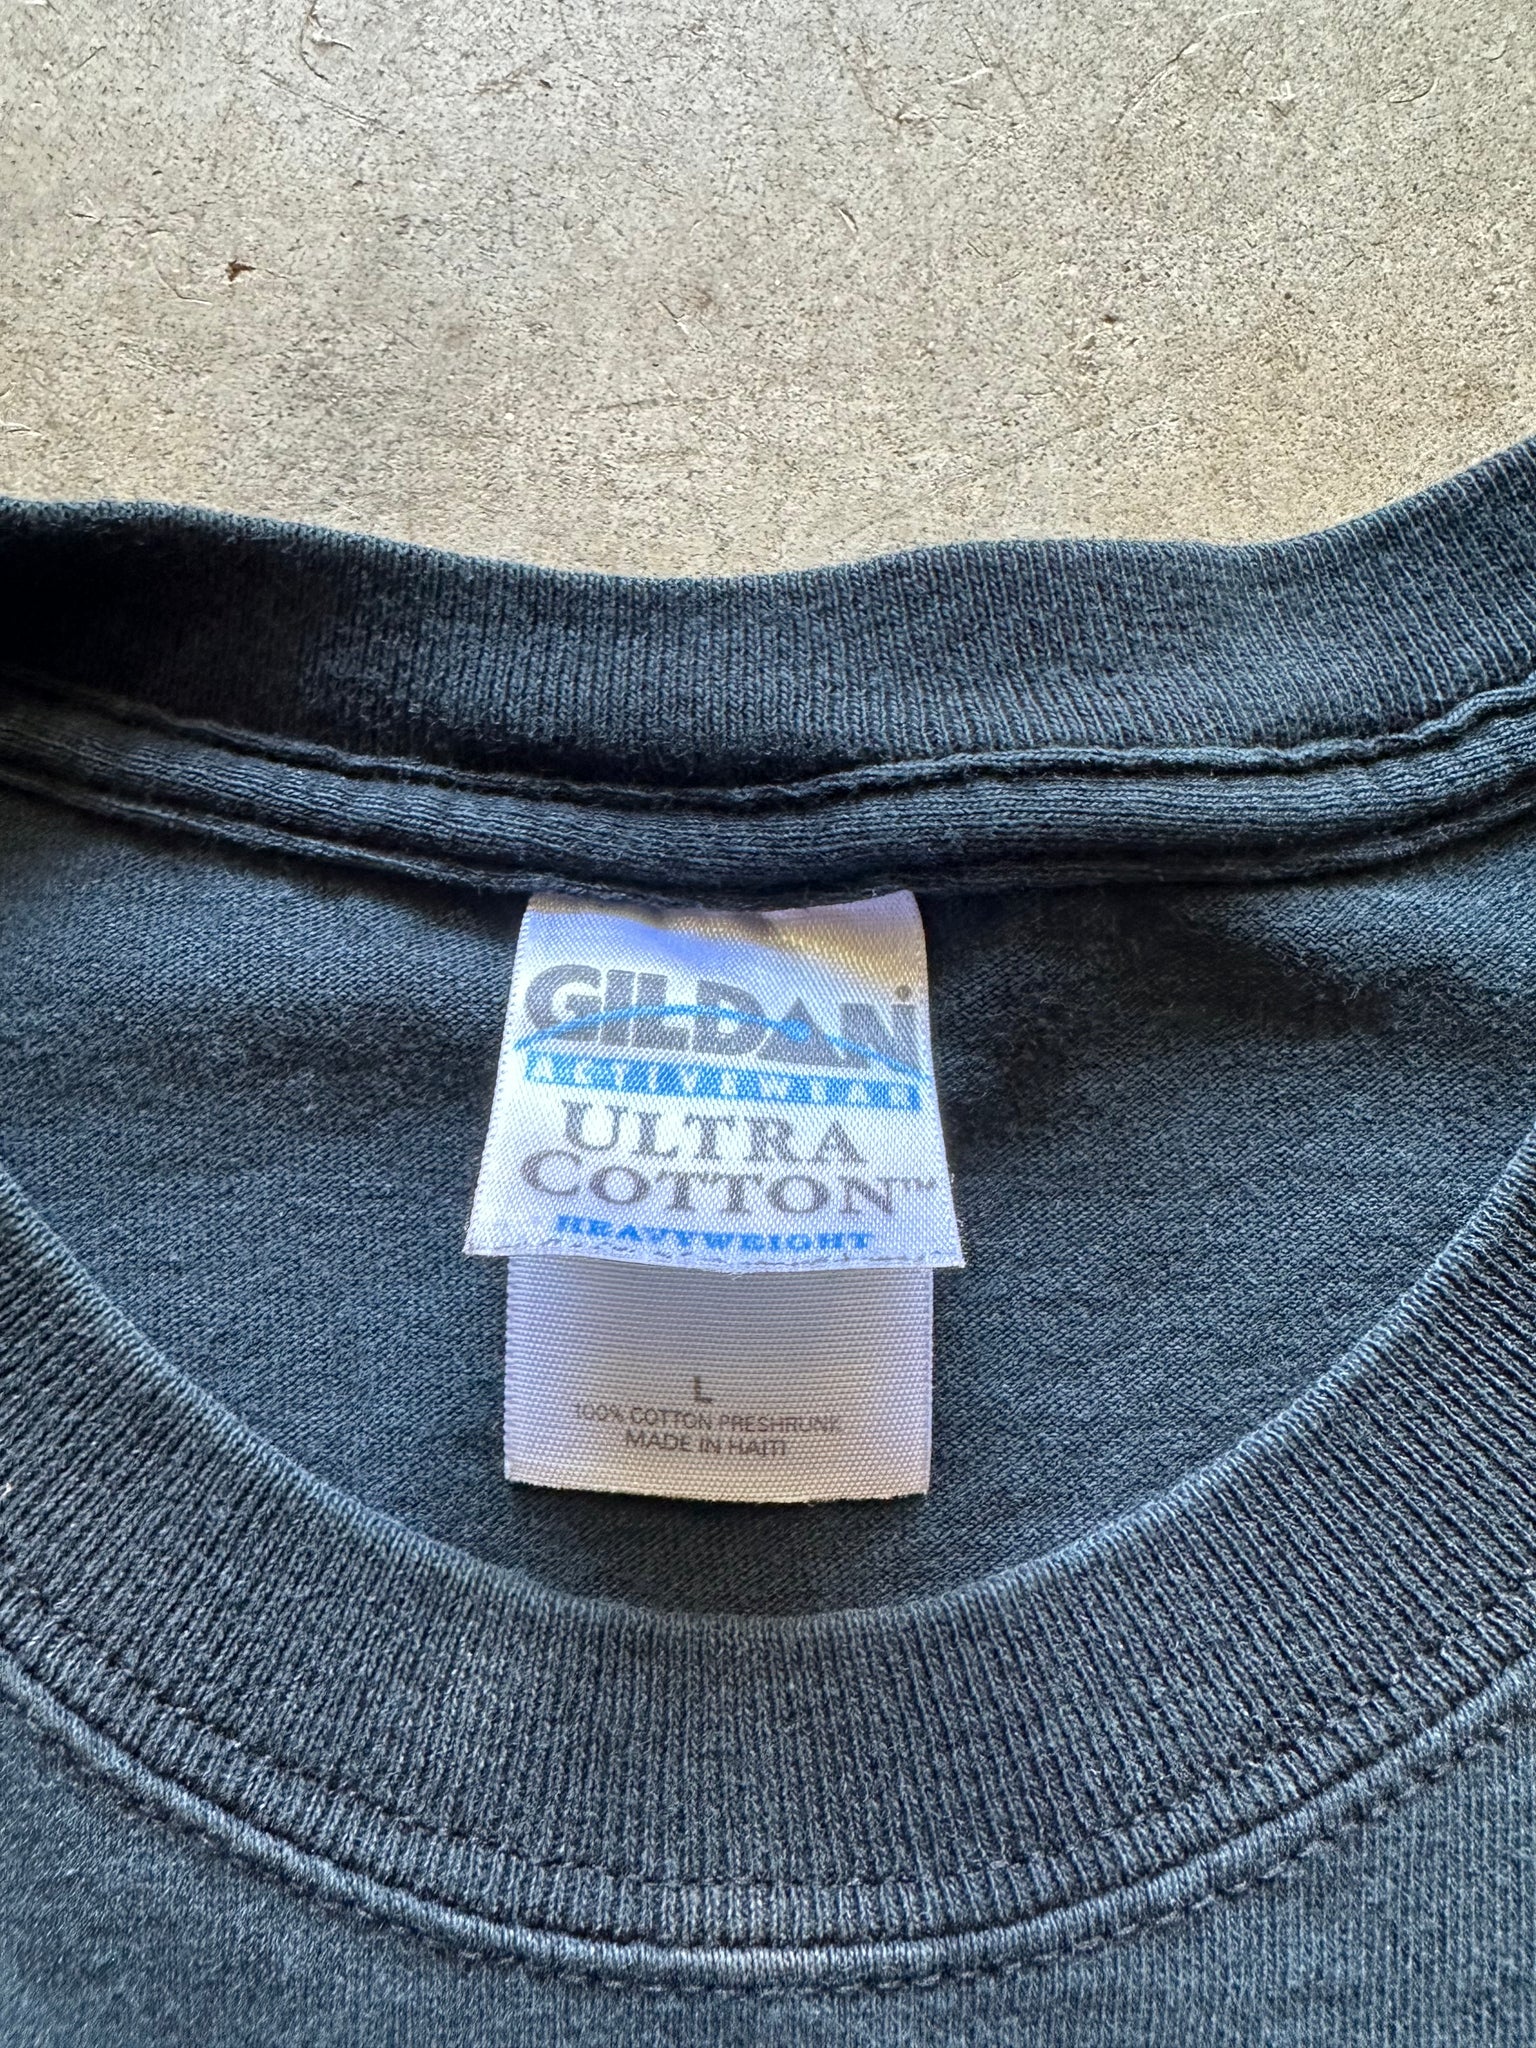 GILDAN®
ACTIVEWEAR
ULTRA
COTTON™
HEAVYWEIGHT
L
100% COTTON PRESHRUNK
MADE IN HAITI